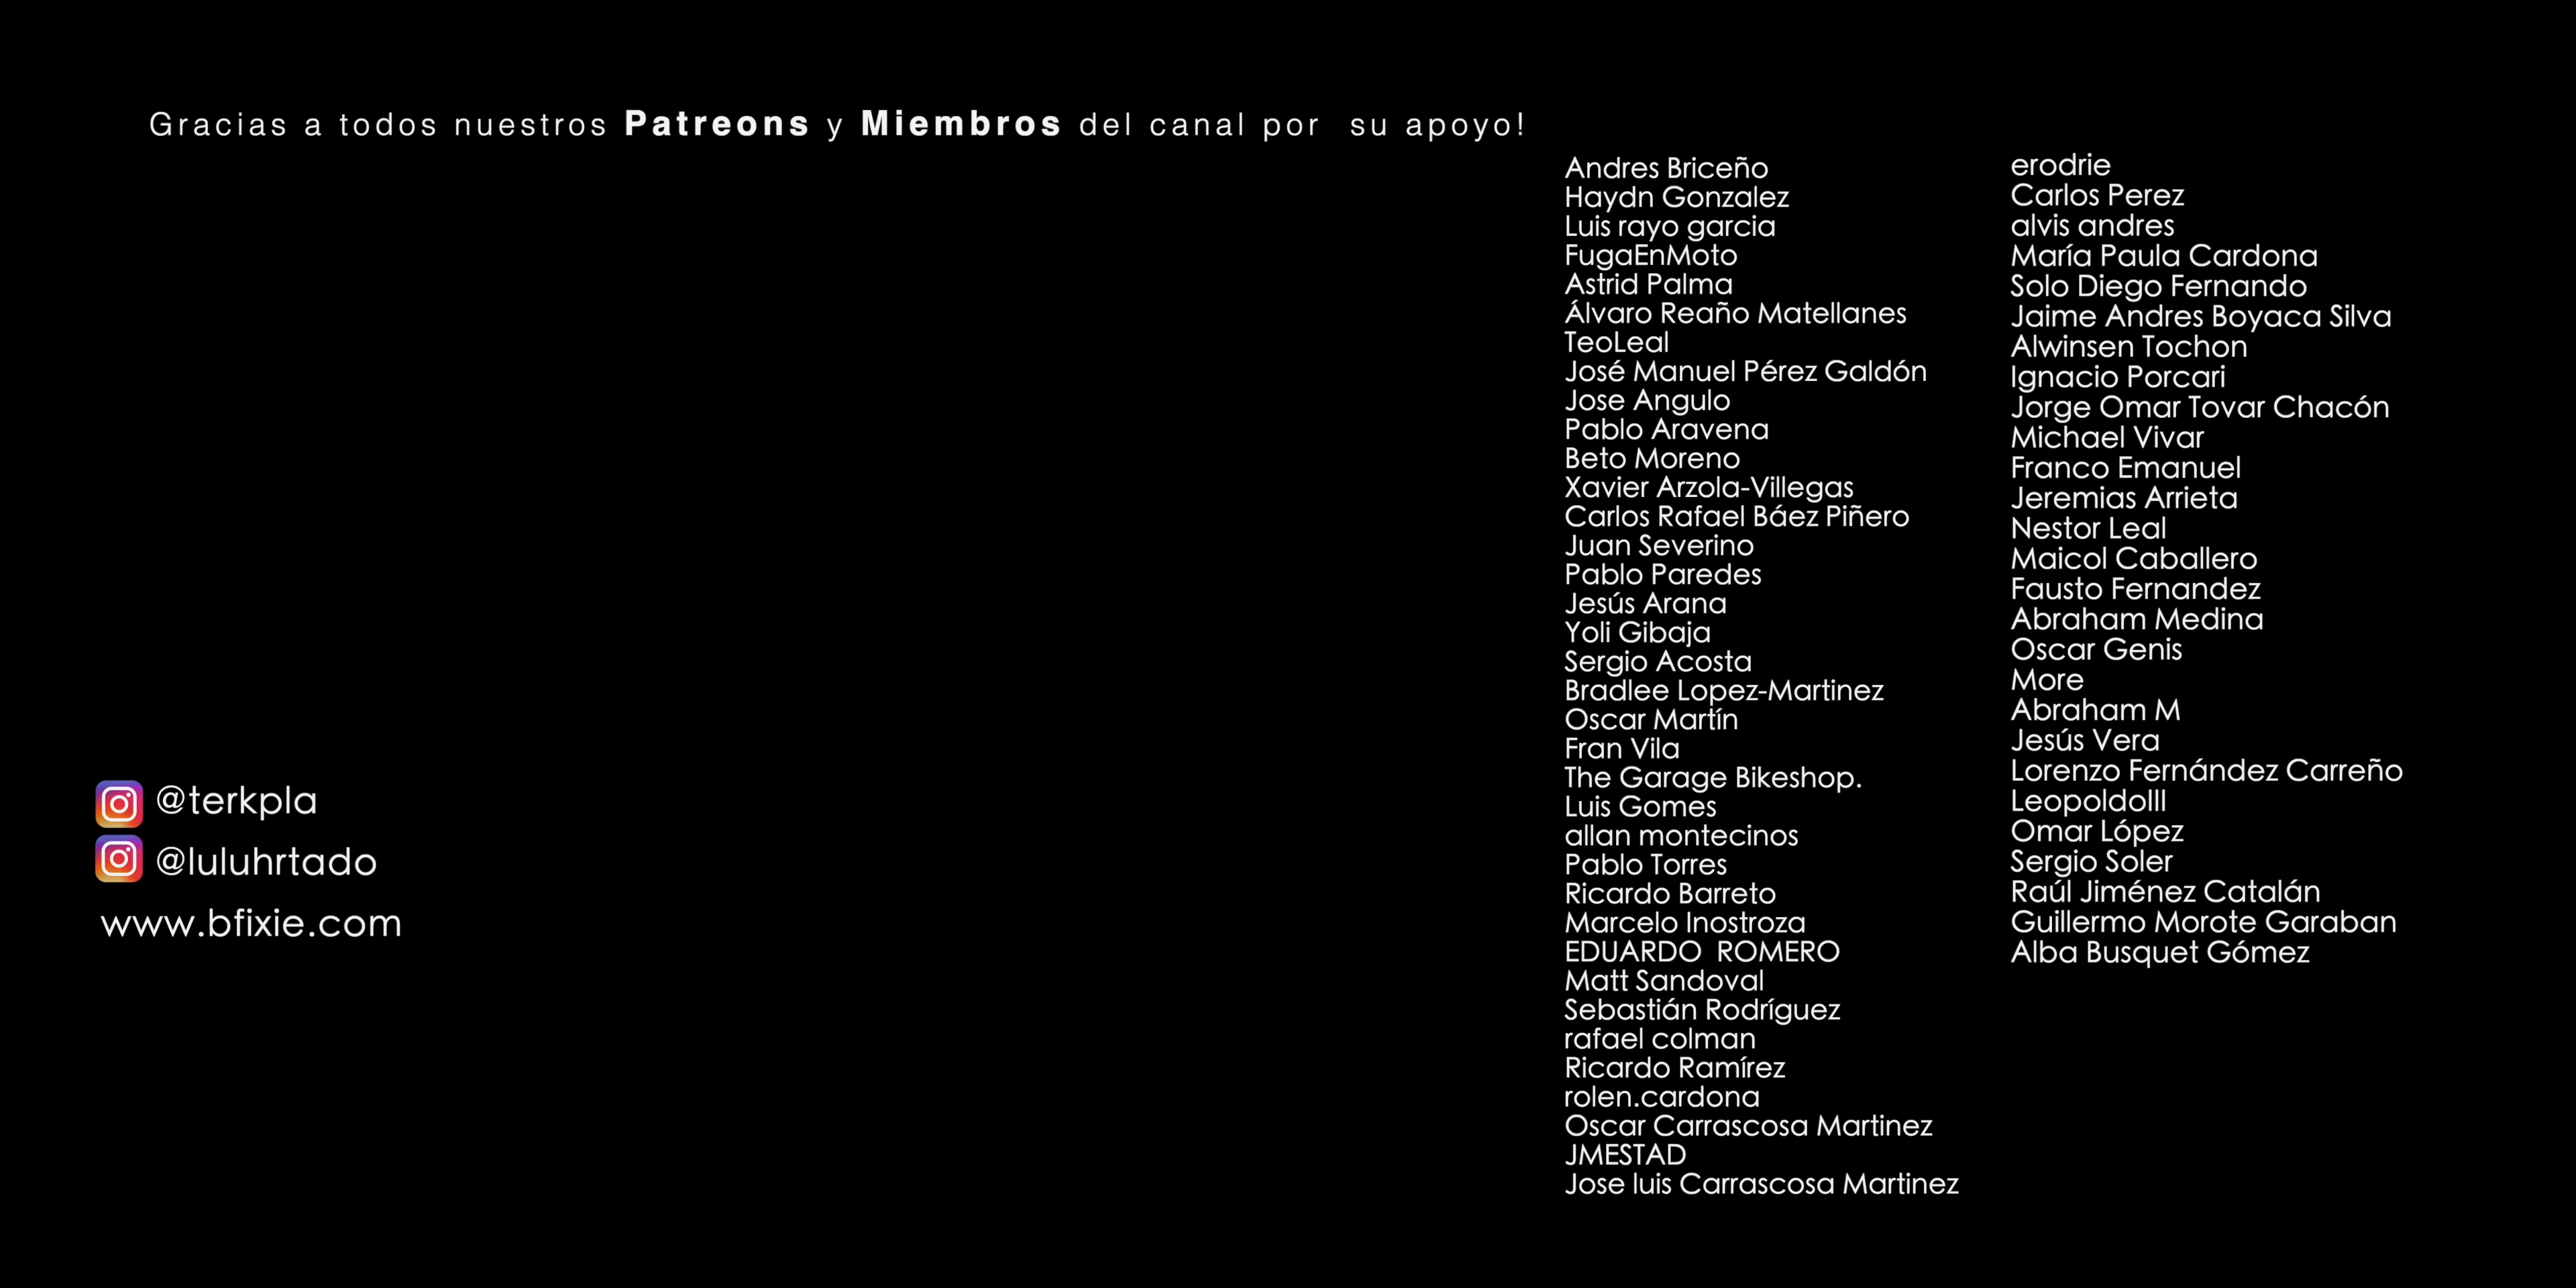 Gracias a todos nuestros Patreons y Miembros del canal por su apoyo!
Andres Briceño
Haydn Gonzalez
Luis rayo garcia
FugaEnMoto
Astrid Palma
Álvaro Reaño Matellanes
TeoLeal
José Manuel Pérez Galdón
Jose Angulo
Pablo Aravena
Beto Moreno
Xavier Arzola-Villegas
Carlos Rafael Báez Piñero
Juan Severino
Pablo Paredes
Jesús Arana
Yoli Gibaja
Sergio Acosta
Bradlee Lopez-Martinez
Oscar Martín
Fran Vila
The Garage Bikeshop.
Luis Gomes
allan montecinos
Pablo Torres
Ricardo Barreto
Marcelo Inostroza
EDUARDO  ROMERO
Matt Sandoval
Sebastián Rodríguez
rafael colman
Ricardo Ramírez
rolen.cardona
Oscar Carrascosa Martinez
JMESTAD
Jose luis Carrascosa Martinez
erodrie
Carlos Perez
alvis andres
María Paula Cardona
Solo Diego Fernando
Jaime Andres Boyaca Silva
Alwinsen Tochon
Ignacio Porcari
Jorge Omar Tovar Chacón
Michael Vivar
Franco Emanuel
Jeremias Arrieta
Nestor Leal
Maicol Caballero
Fausto Fernandez
Abraham Medina
Oscar Genis
More
Abraham M
Jesús Vera
Lorenzo Fernández Carreño
LeopoldoIII
Omar López
Sergio Soler
Raúl Jiménez Catalán
Guillermo Morote Garaban
Alba Busquet Gómez
@terkpla
@luluhrtado
www.bfixie.com